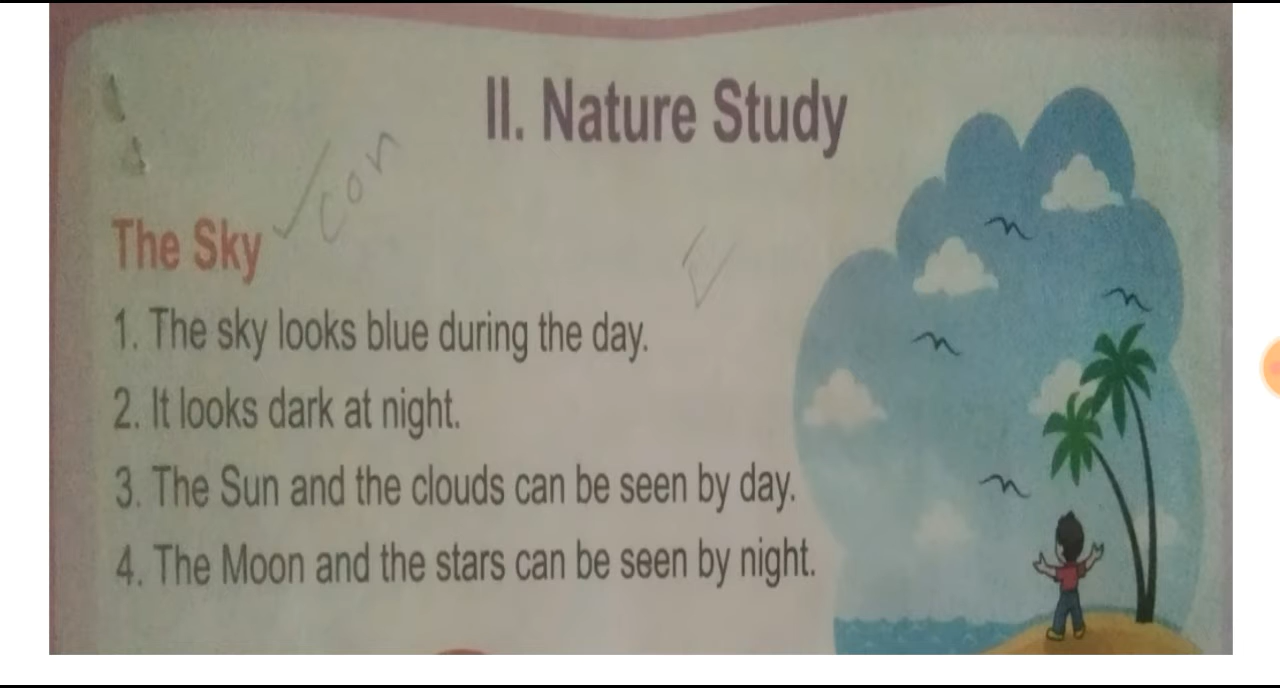 II. Nature Study
con
The Sky
E
1. The sky looks blue during the day.
2. It looks dark at night.
3. The Sun and the clouds can be seen by day.
4. The Moon and the stars can be seen by night.